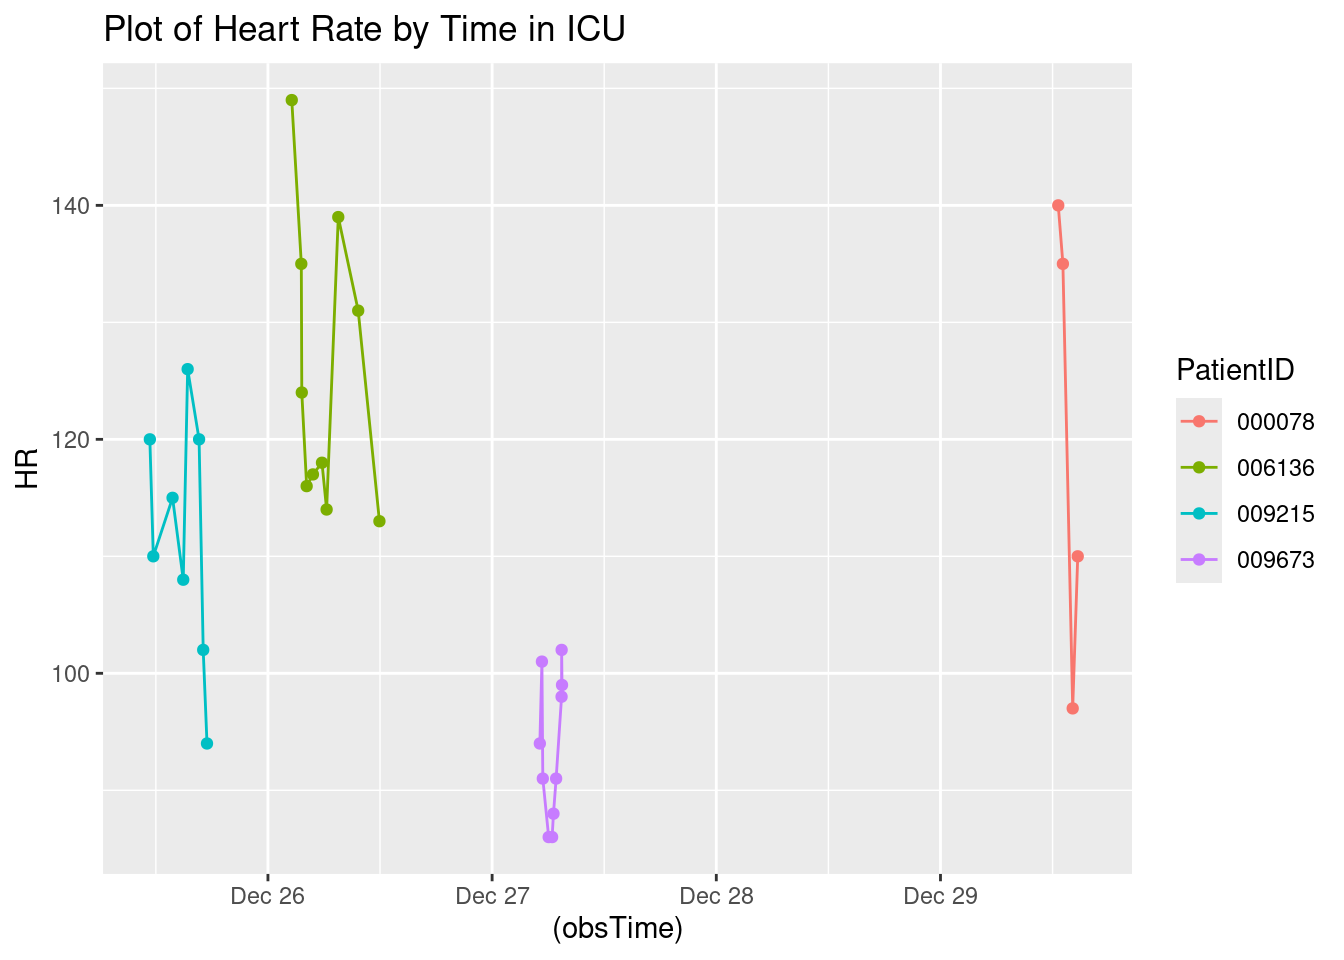 Plot of Heart Rate by Time in ICU
140
120
100
HR
Dec 26
Dec 27
Dec 28
Dec 29
(obsTime)
PatientID
000078
006136
009215
009673